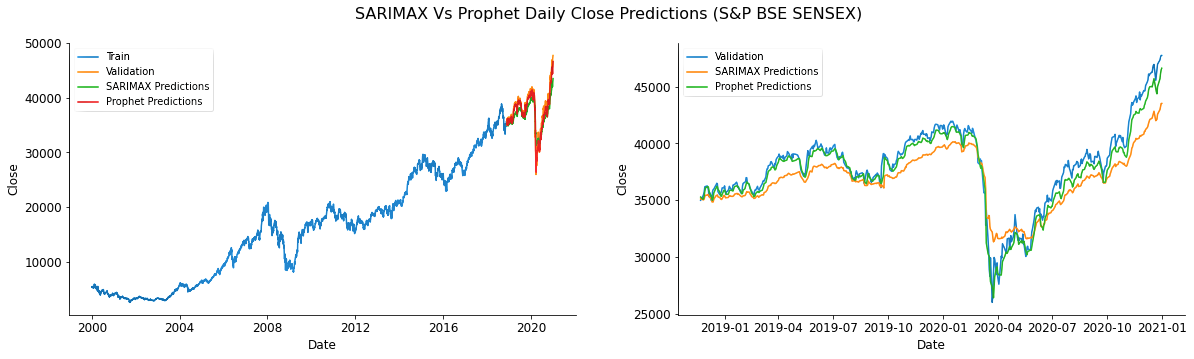 SARIMAX Vs Prophet Daily Close Predictions (S&P BSE SENSEX)
50000
40000
30000
20000
10000
Close
Train
Validation
SARIMAX Predictions
Prophet Predictions
2000
2004
2008
2012
2016
2020
Date
45000
40000
35000
30000
25000
Close
Validation
SARIMAX Predictions
Prophet Predictions
2019-01
2019-04
2019-07
2019-10
2020-01
2020-04
2020-07
2020-10
2021-01
Date